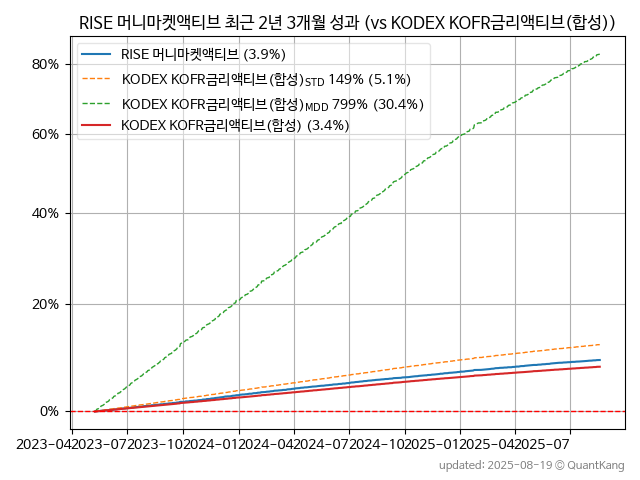 RISE 머니마켓액티브 최근 2년 3개월 성과 (vs KODEX KOFR금리액티브(합성))
RISE 머니마켓액티브 (3.9%)
KODEX KOFR금리액티브(합성)STD 149% (5.1%)
KODEX KOFR금리액티브(합성)MDD 799% (30.4%)
KODEX KOFR금리액티브(합성) (3.4%)
80%
60%
40%
20%
0%
2023-04 2023-07 2023-10 2024-01 2024-04 2024-07 2024-10 2025-01 2025-04 2025-07
updated: 2025-08-19 © QuantKang